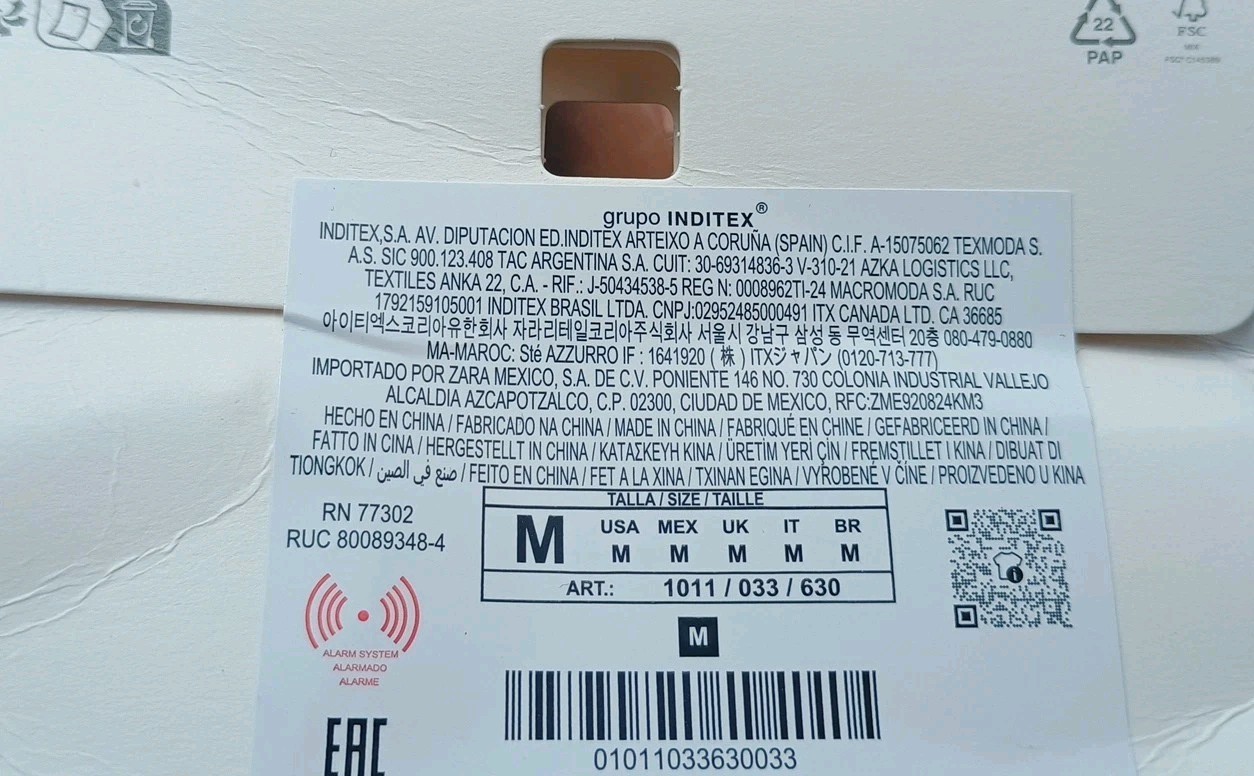 22
PAP
FSC
MIX
grupo INDITEX®
INDITEX,S.A. AV. DIPUTACION ED.INDITEX ARTEIXO A CORUÑA (SPAIN) C.I.F. A-15075062 TEXMODA S.
A.S. SIC 900.123.408 TAC ARGENTINA S.A. CUIT: 30-69314836-3 V-310-21 AZKA LOGISTICS LLC,
TEXTILES ANKA 22, C.A. - RIF.: J-50434538-5 REG N: 0008962TI-24 MACROMODA S.A. RUC
1792159105001 INDITEX BRASIL LTDA. CNPJ:02952485000491 ITX CANADA LTD. CA 36685
아이티엑스코리아유한회사 자라리테일코리아주식회사 서울시 강남구 삼성동 무역센터 20층 080-479-0880
MA-MAROC: Sté AZZURRO IF : 1641920 ( 株 ) ITXジャパン (0120-713-777)
IMPORTADO POR ZARA MEXICO, S.A. DE C.V. PONIENTE 146 NO. 730 COLONIA INDUSTRIAL VALLEJO
ALCALDIA AZCAPOTZALCO, C.P. 02300, CIUDAD DE MEXICO, RFC:ZME920824KM3
HECHO EN CHINA / FABRICADO NA CHINA / MADE IN CHINA / FABRIQUÉ EN CHINE / GEFABRICEERD IN CHINA /
FATTO IN CINA / HERGESTELLT IN CHINA / ΚΑΤΑΣΚΕΥΗ ΚΙΝΑ / ÜRETİM YERİ ÇİN / FREMSTILLET I KINA / DIBUAT DI
TIONGKOK / صنع في الصين / FEITO EN CHINA / FET A LA XINA / TXINAN EGINA / VYROBENÉ V ČÍNE / PROIZVEDENO U KINA
TALLA / SIZE / TAILLE
M
USA MEX UK IT BR
M M M M M
ART.: 1011 / 033 / 630
RN 77302
RUC 80089348-4
ALARM SYSTEM
ALARMADO
ALARME
EAC
M
01011033630033